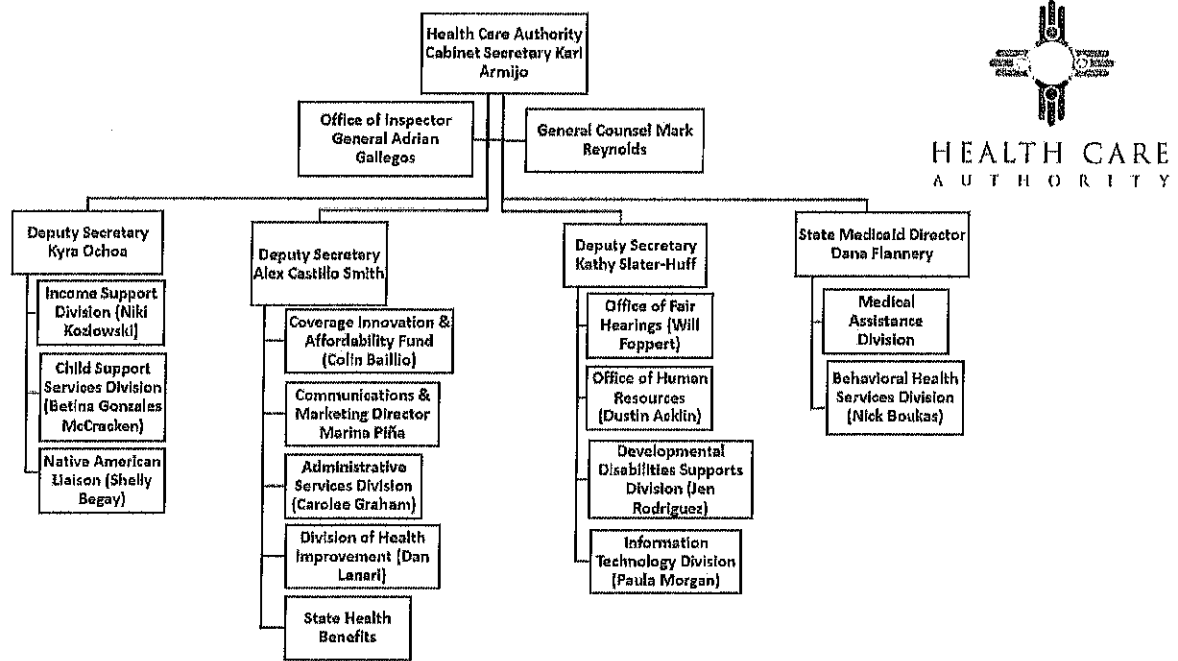 Health Care Authority
Cabinet Secretary Kari
Armijo
Office of Inspector
General Adrian
Gallegos
General Counsel Mark
Reynolds
HEALTH CARE
AUTHORITY
Deputy Secretary
Kyra Ochoa
Income Support
Division (Niki
Kozlowski)
Child Support
Services Division
(Betina Gonzales
McCracken)
Native American
Liaison (Shelly
Begay)
Deputy Secretary
Alex Castillo Smith
Coverage Innovation &
Affordability Fund
(Colin Baillio)
Communications &
Marketing Director
Marina Piña
Administrative
Services Division
(Carolee Graham)
Division of Health
Improvement (Dan
Lanari)
State Health
Benefits
Deputy Secretary
Kathy Slater-Huff
Office of Fair
Hearings (Will
Foppert)
Office of Human
Resources
(Dustin Acklin)
Developmental
Disabilities Supports
Division (Jen
Rodriguez)
Information
Technology Division
(Paula Morgan)
State Medicaid Director
Dana Flannery
Medical
Assistance
Division
Behavioral Health
Services Division
(Nick Boukas)